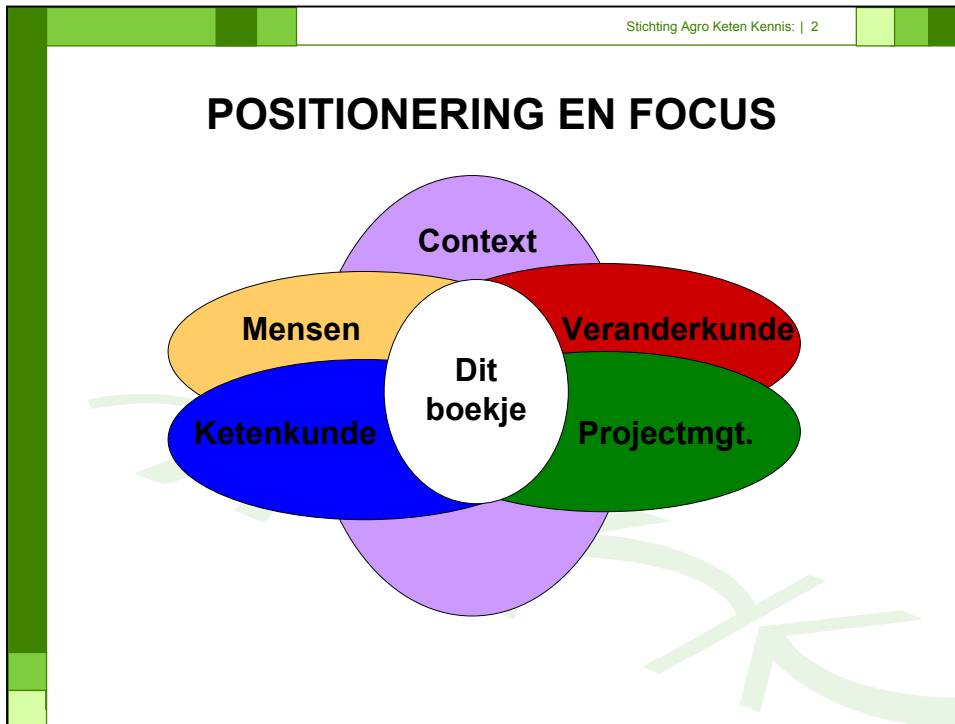 Stichting Agro Keten Kennis: | 2
POSITIONERING EN FOCUS
Context
Mensen
Veranderkunde
Dit
boekje
Ketenkunde
Projectmgt.